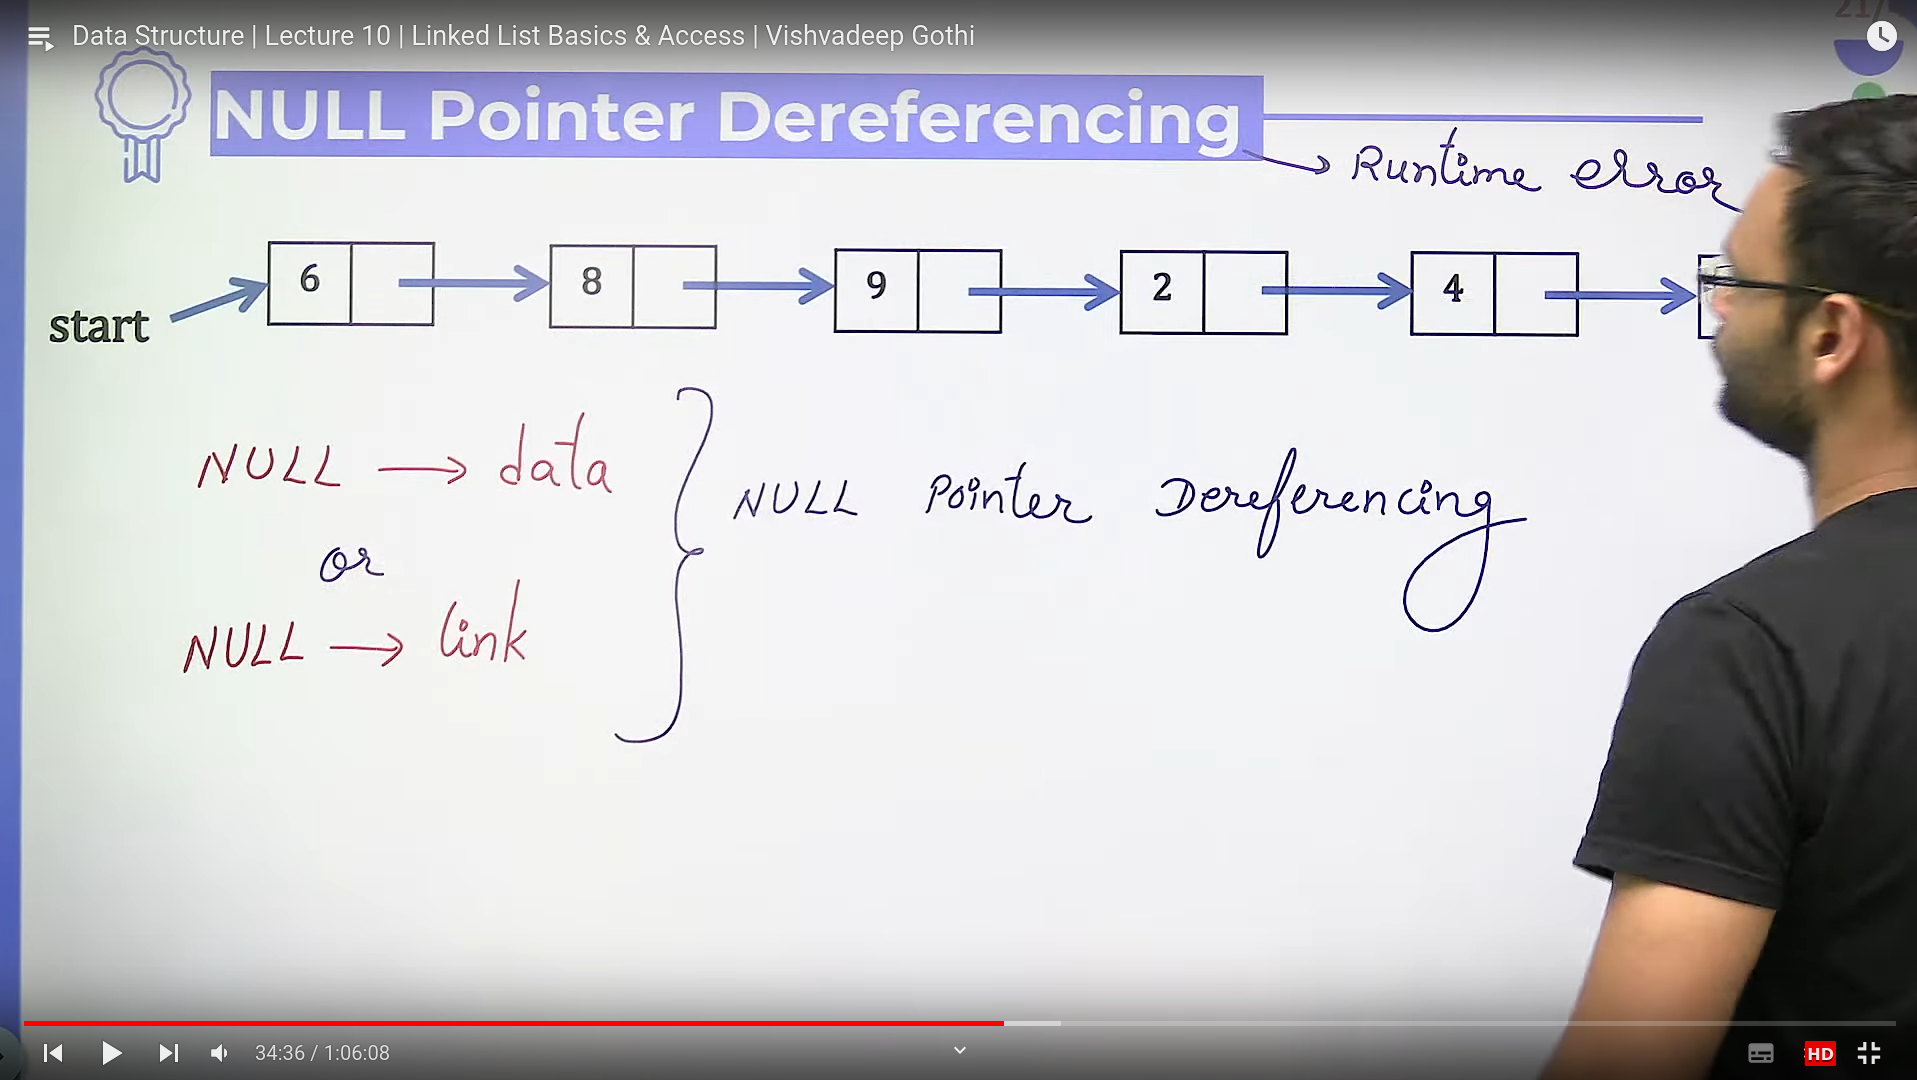 Data Structure | Lecture 10 | Linked List Basics & Access | Vishvadeep Gothi
NULL Pointer Dereferencing
→ Runtime error
start
6 8 9 2 4
NULL → data
or
NULL → link
NULL Pointer Dereferencing
34:36 / 1:06:08
HD